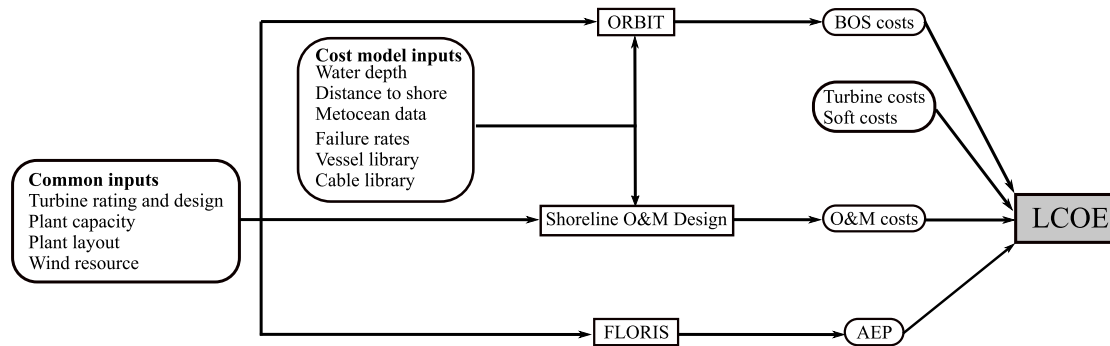 ORBIT
BOS costs
Cost model inputs
Water depth
Distance to shore
Metocean data
Failure rates
Vessel library
Cable library
Turbine costs
Soft costs
Common inputs
Turbine rating and design
Plant capacity
Plant layout
Wind resource
Shoreline O&M Design
O&M costs
LCOE
FLORIS
AEP